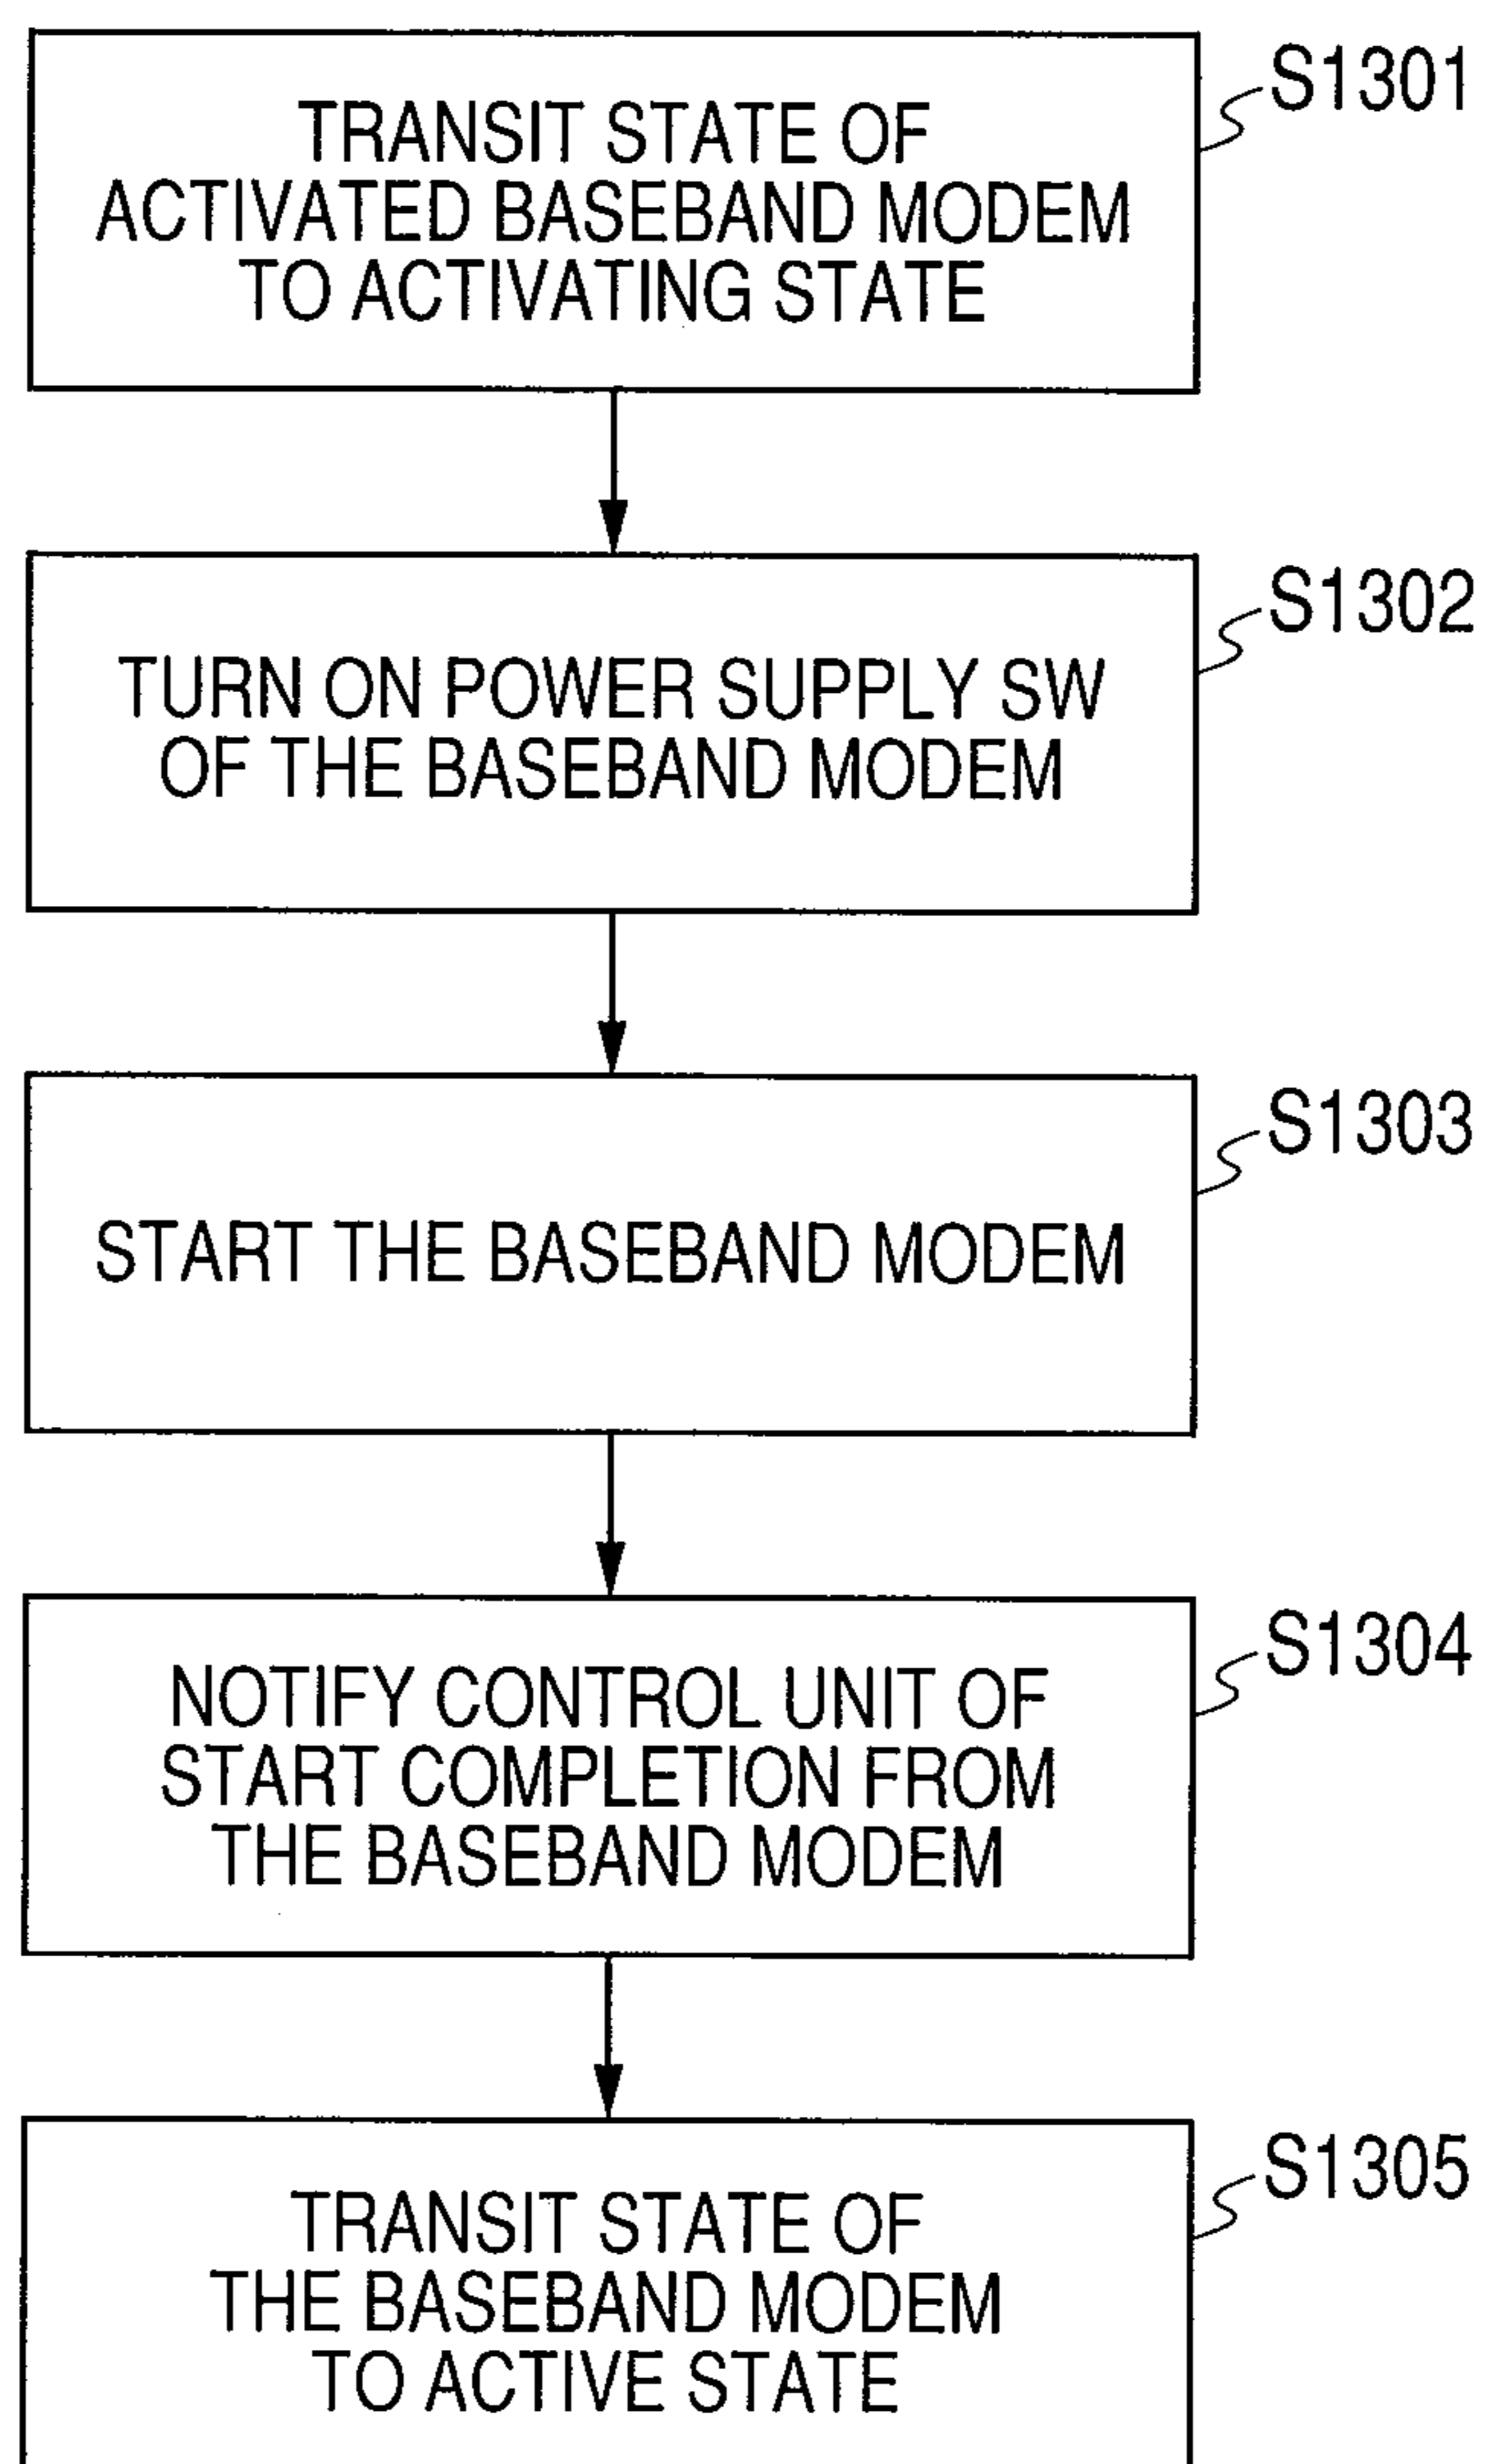 S1301
TRANSIT STATE OF
ACTIVATED BASEBAND MODEM
TO ACTIVATING STATE
S1302
TURN ON POWER SUPPLY SW
OF THE BASEBAND MODEM
S1303
START THE BASEBAND MODEM
S1304
NOTIFY CONTROL UNIT OF
START COMPLETION FROM
THE BASEBAND MODEM
S1305
TRANSIT STATE OF
THE BASEBAND MODEM
TO ACTIVE STATE